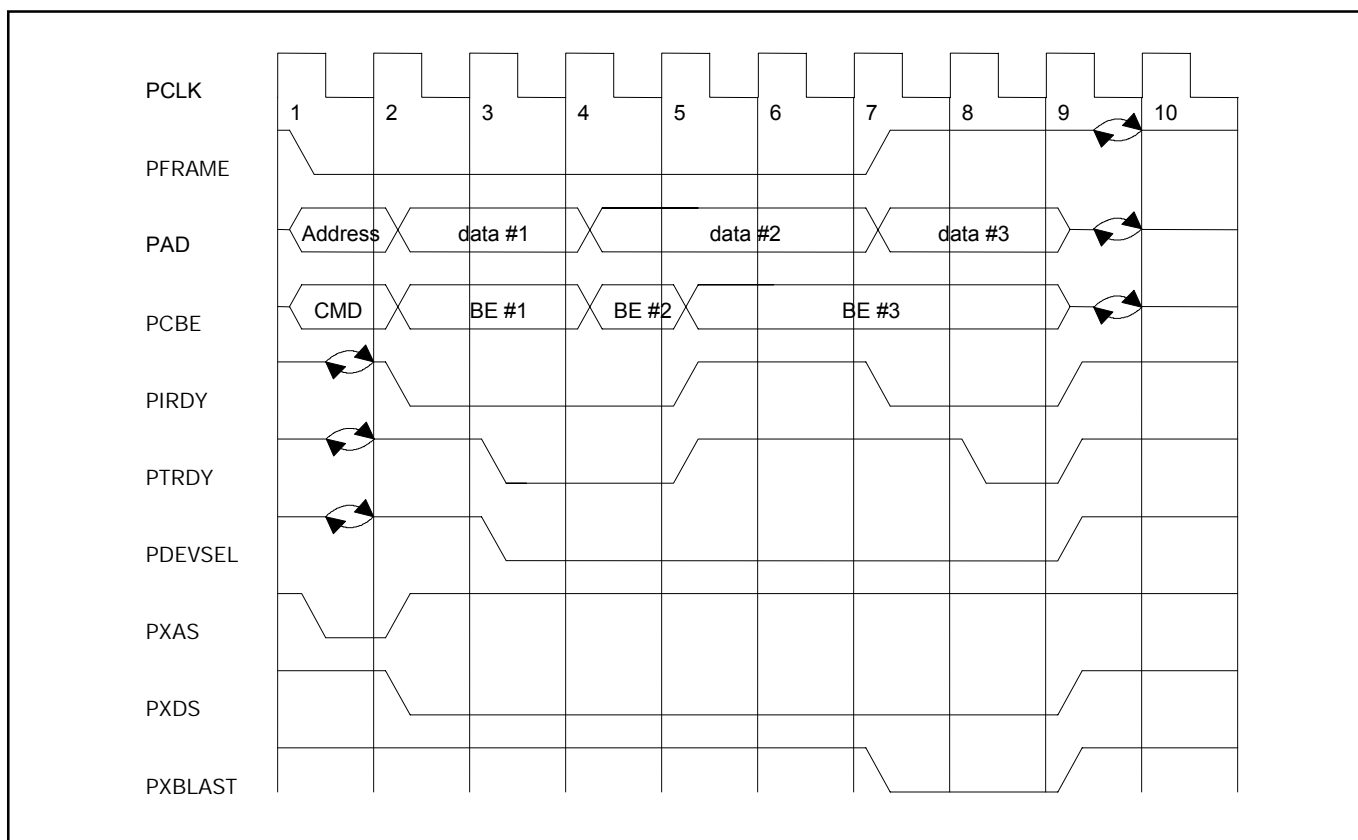 PCLK
1 2 3 4 5 6 7 8 9 10
PFRAME
PAD
Address data #1 data #2 data #3
PCBE
CMD BE #1 BE #2 BE #3
PIRDY
PTRDY
PDEVSEL
PXAS
PXDS
PXBLAST